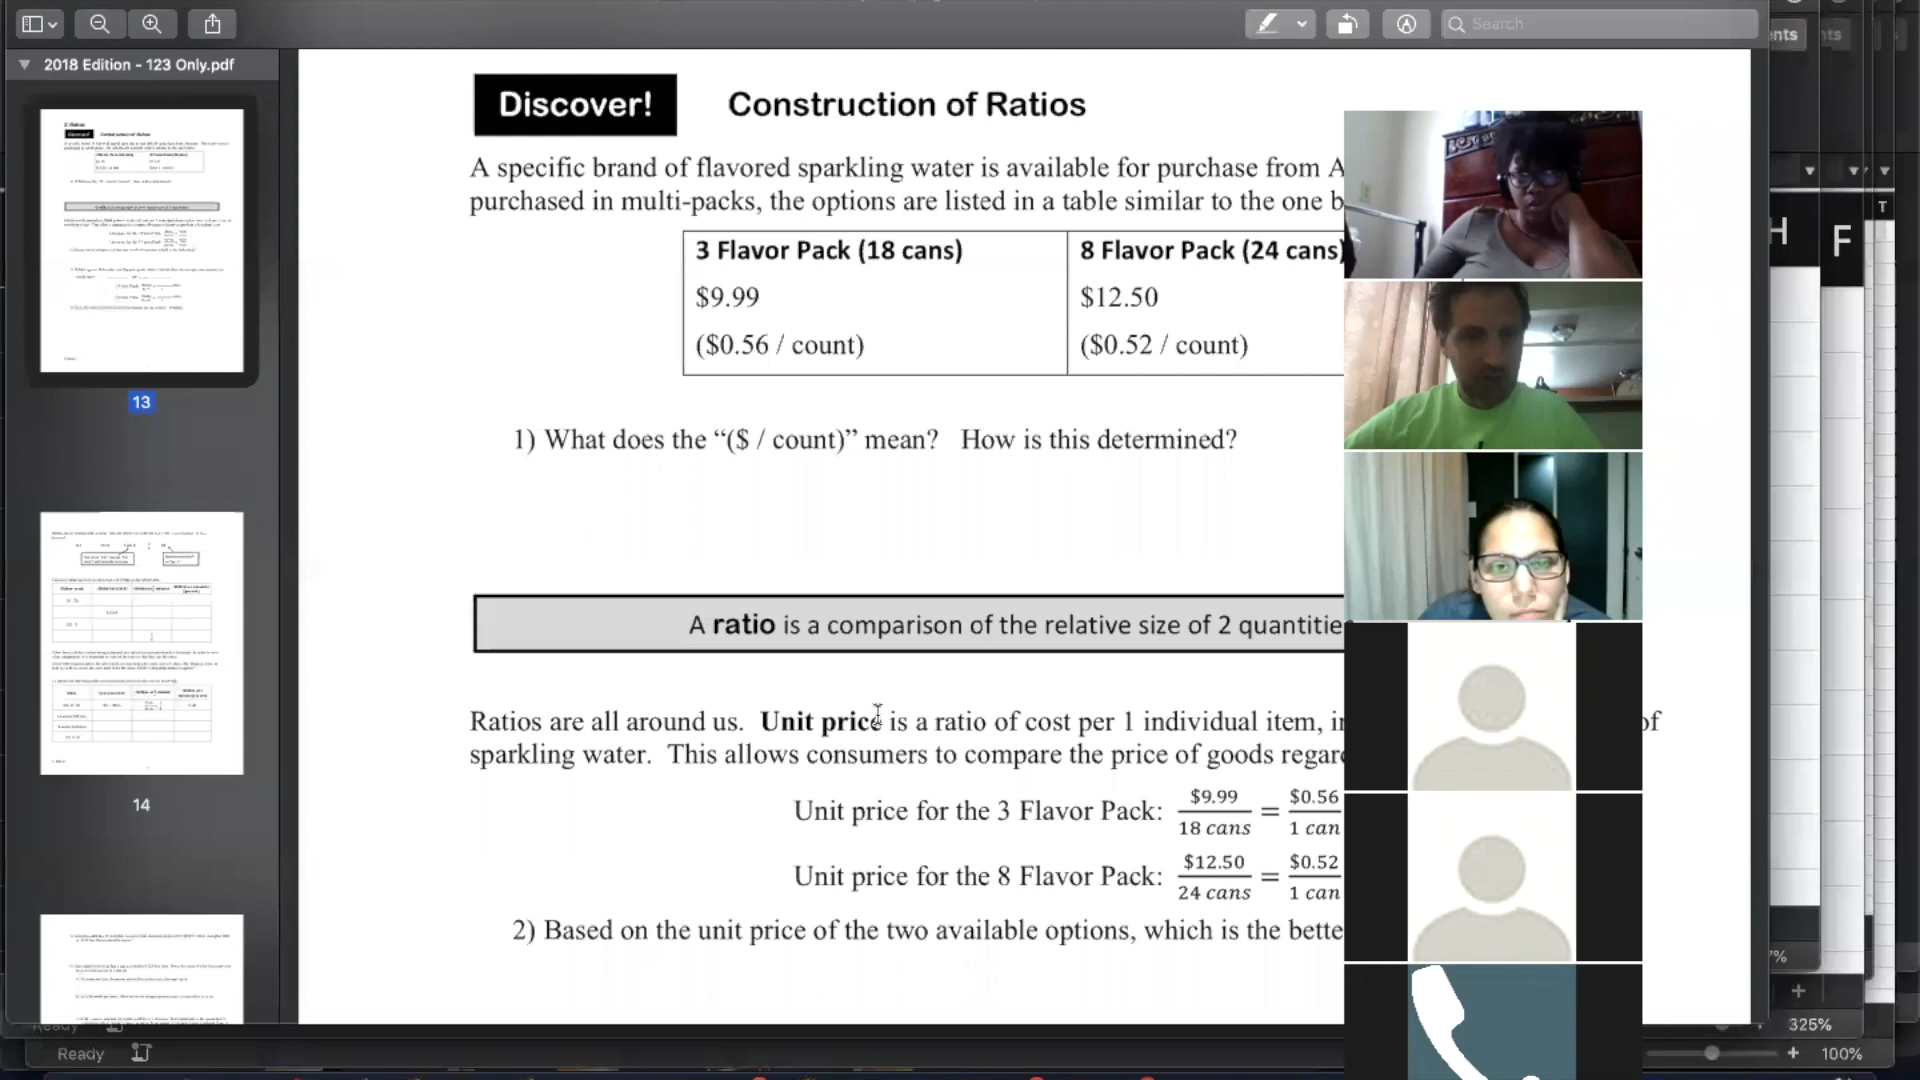 Search
2018 Edition - 123 Only.pdf
13
14
Discover! Construction of Ratios
A specific brand of flavored sparkling water is available for purchase from A
purchased in multi-packs, the options are listed in a table similar to the one b
3 Flavor Pack (18 cans) 8 Flavor Pack (24 cans)
$9.99 $12.50
($0.56 / count) ($0.52 / count)
1) What does the “($ / count)” mean? How is this determined?
A ratio is a comparison of the relative size of 2 quantitie
Ratios are all around us. Unit price is a ratio of cost per 1 individual item, in of
sparkling water. This allows consumers to compare the price of goods regard
Unit price for the 3 Flavor Pack: $9.99 / 18 cans = $0.56 / 1 can
Unit price for the 8 Flavor Pack: $12.50 / 24 cans = $0.52 / 1 can
2) Based on the unit price of the two available options, which is the bette
nts
H
F
T
%
325%
Ready
Ready
100%